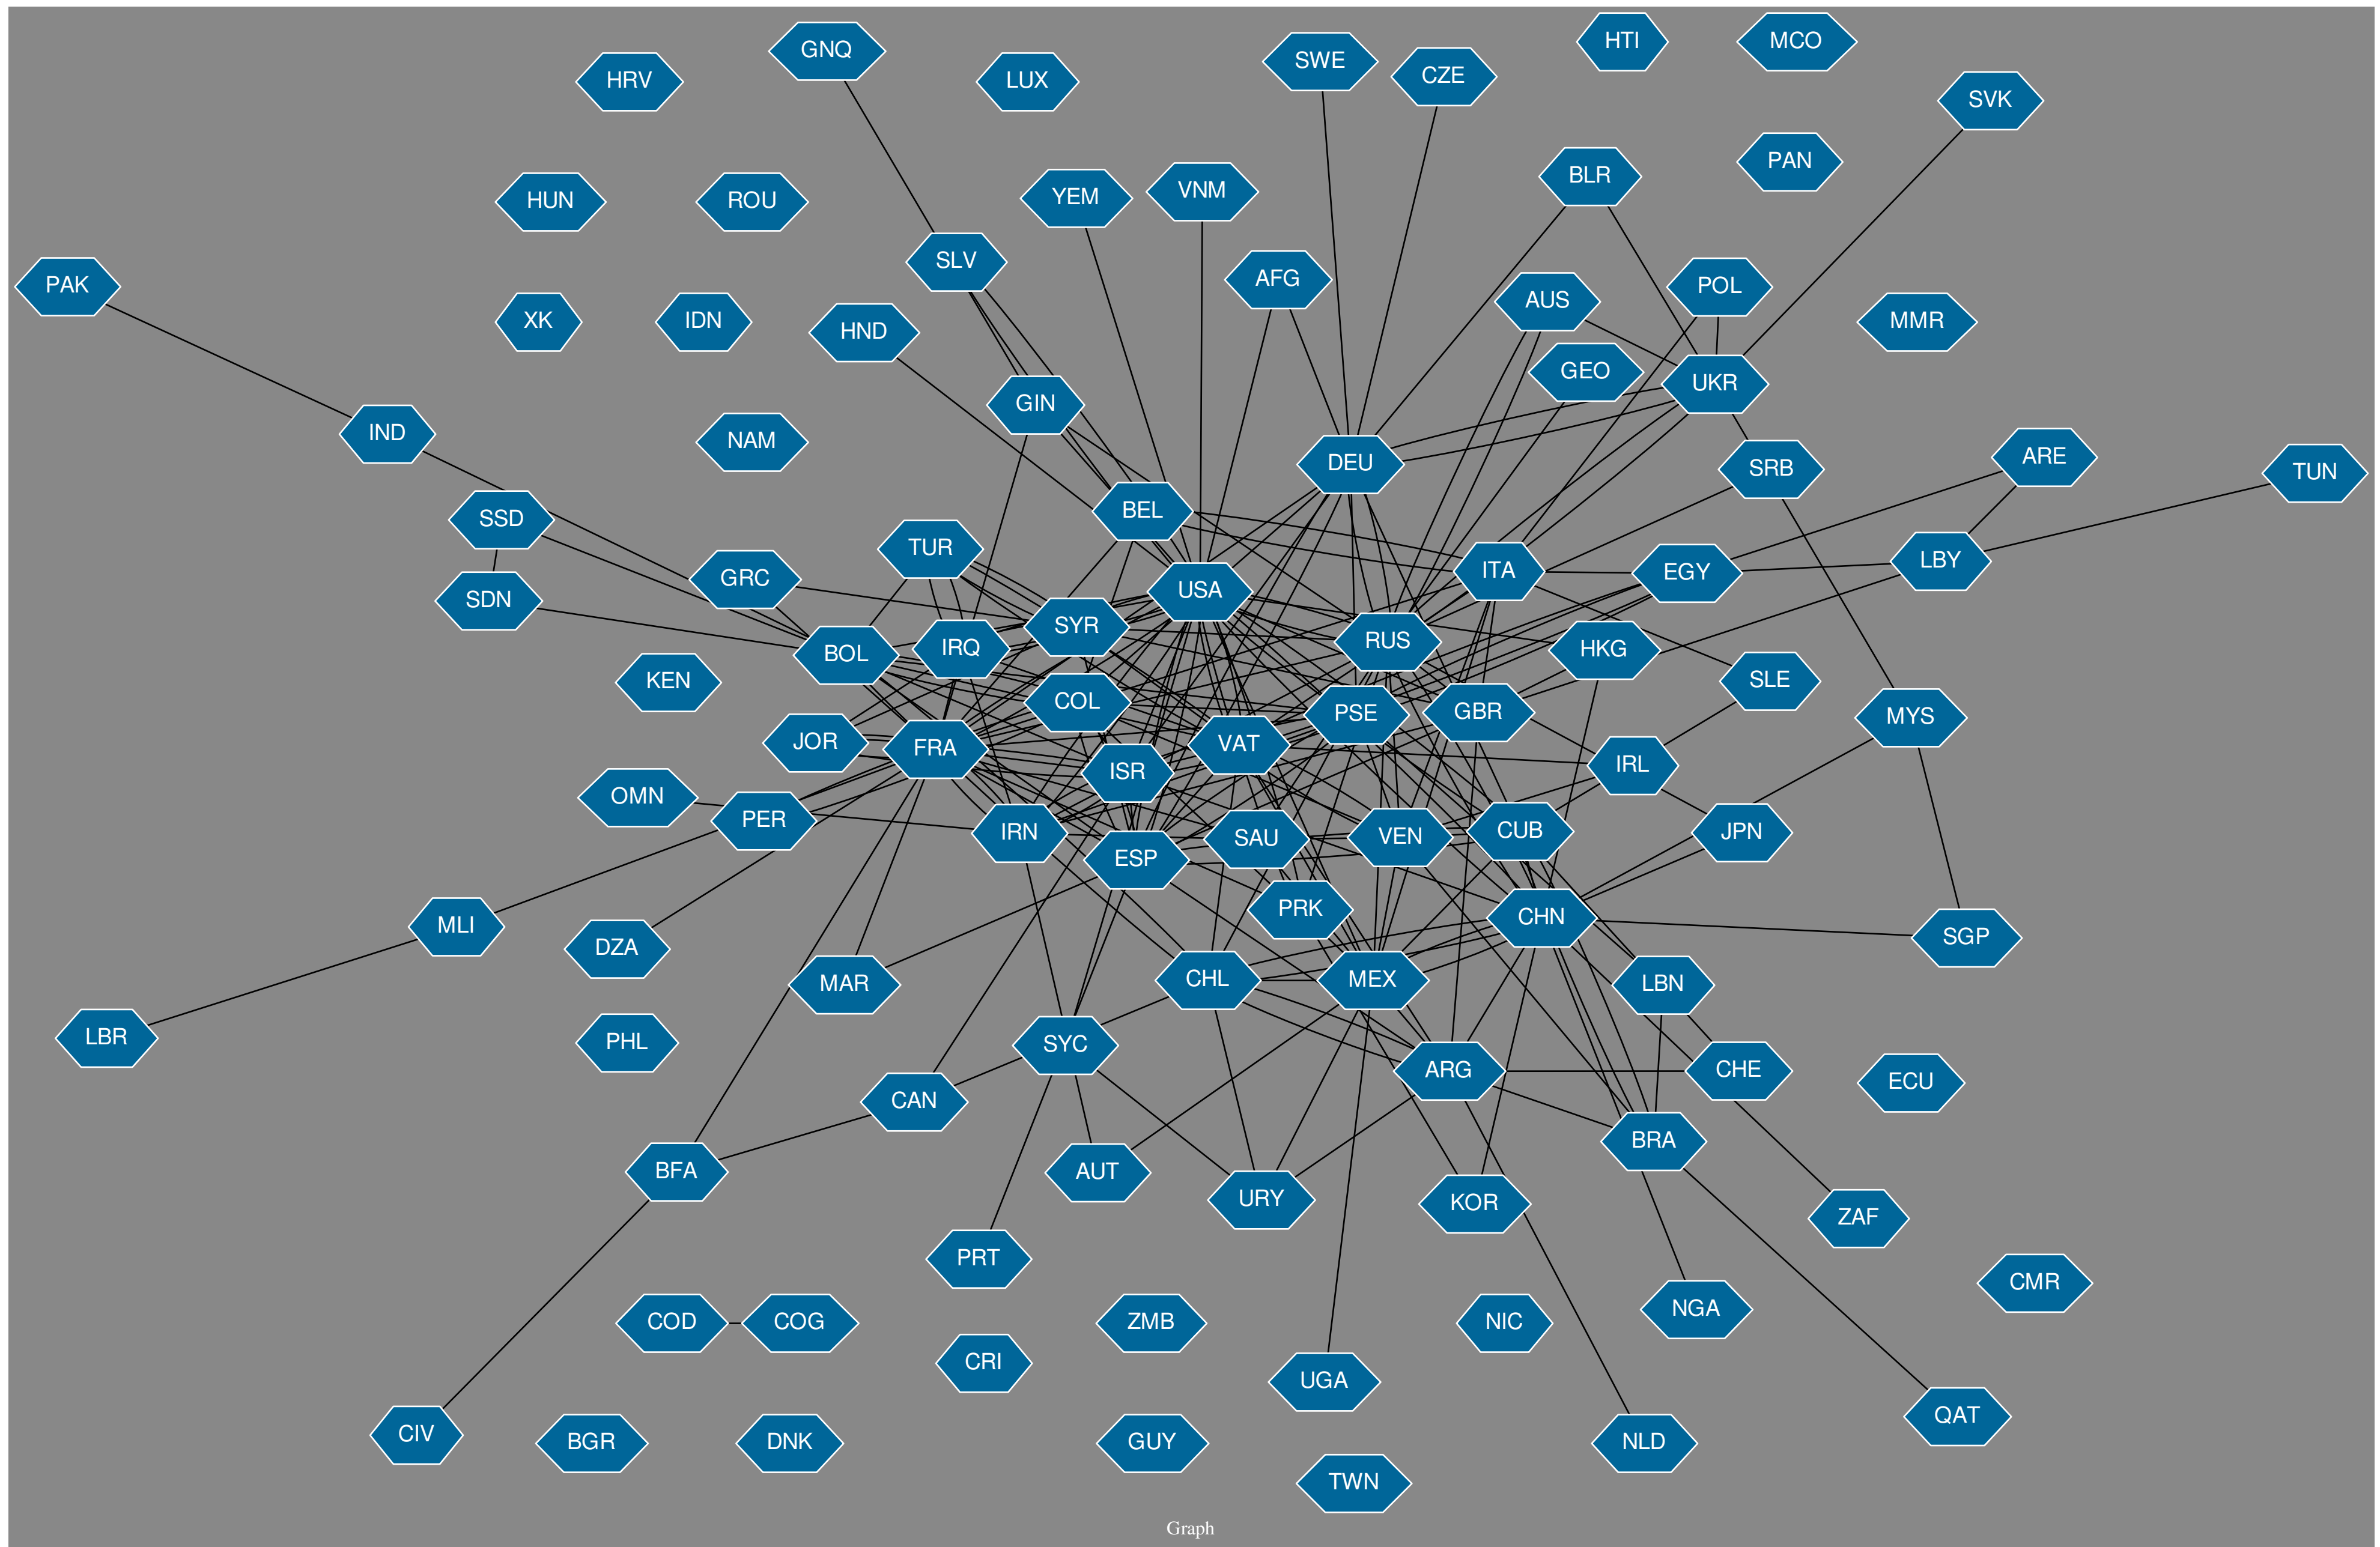 GNQ
HRV
LUX
SWE
CZE
HTI
MCO
SVK
HUN
ROU
YEM
VNM
BLR
PAN
PAK
SLV
AFG
AUS
POL
XK
IDN
HND
GEO
MMR
IND
NAM
GIN
UKR
SSD
BEL
DEU
SRB
ARE
TUN
SDN
GRC
TUR
USA
ITA
EGY
LBY
KEN
BOL
IRQ
SYR
RUS
HKG
SLE
JOR
FRA
COL
VAT
PSE
GBR
MYS
OMN
PER
ISR
IRL
IRN
ESP
SAU
VEN
CUB
JPN
MLI
DZA
MAR
PRK
CHN
SGP
CHL
MEX
LBN
LBR
PHL
SYC
CAN
ARG
CHE
ECU
BFA
AUT
URY
KOR
BRA
ZAF
PRT
COD
COG
CRI
ZMB
NIC
NGA
CMR
UGA
CIV
BGR
DNK
GUY
TWN
NLD
QAT
Graph